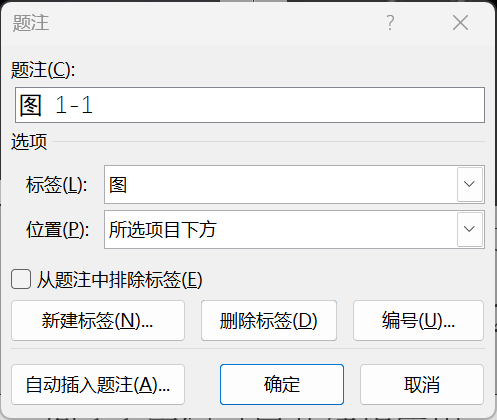 题注
题注(C):
图 1-1
选项
标签(L): 图
位置(P): 所选项目下方
从题注中排除标签(E)
新建标签(N)... 删除标签(D) 编号(U)...
自动插入题注(A)... 确定 取消